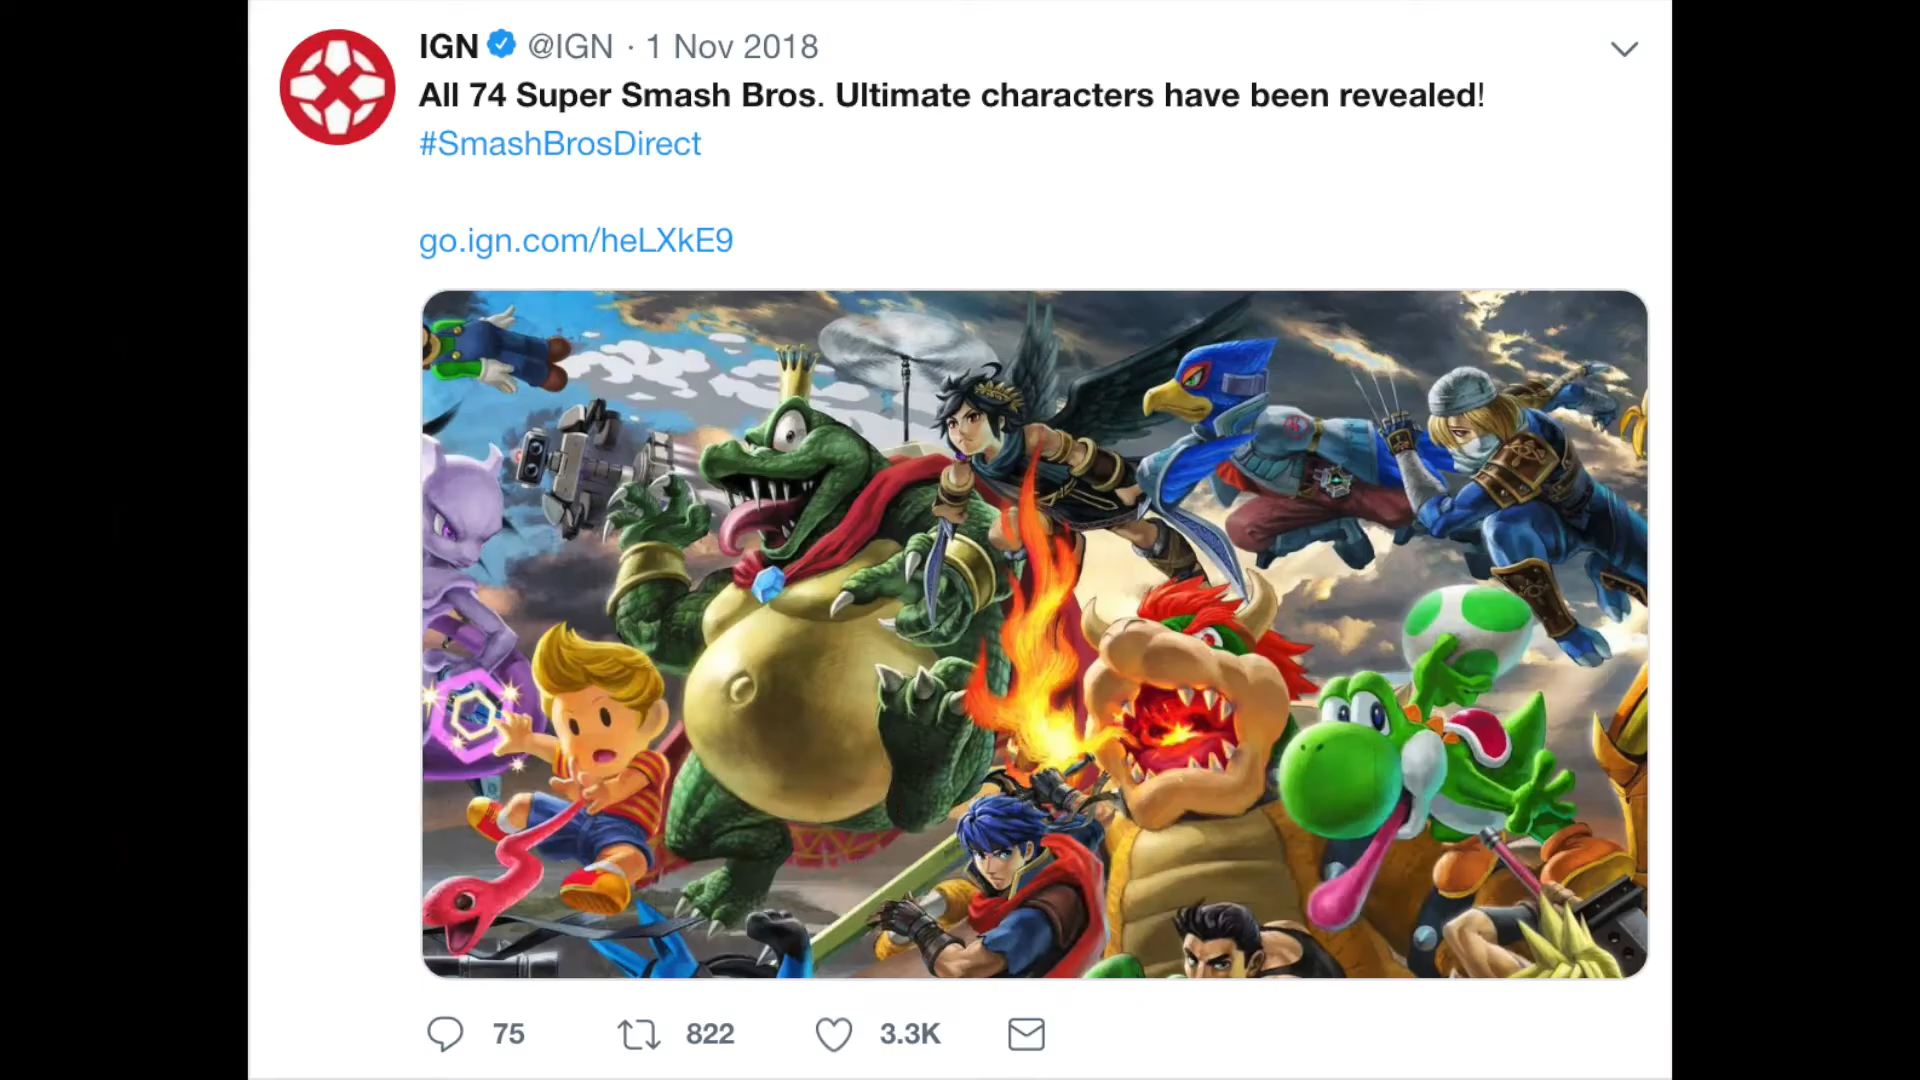 IGN @IGN · 1 Nov 2018
All 74 Super Smash Bros. Ultimate characters have been revealed!
#SmashBrosDirect
go.ign.com/heLXkE9
75 822 3.3K